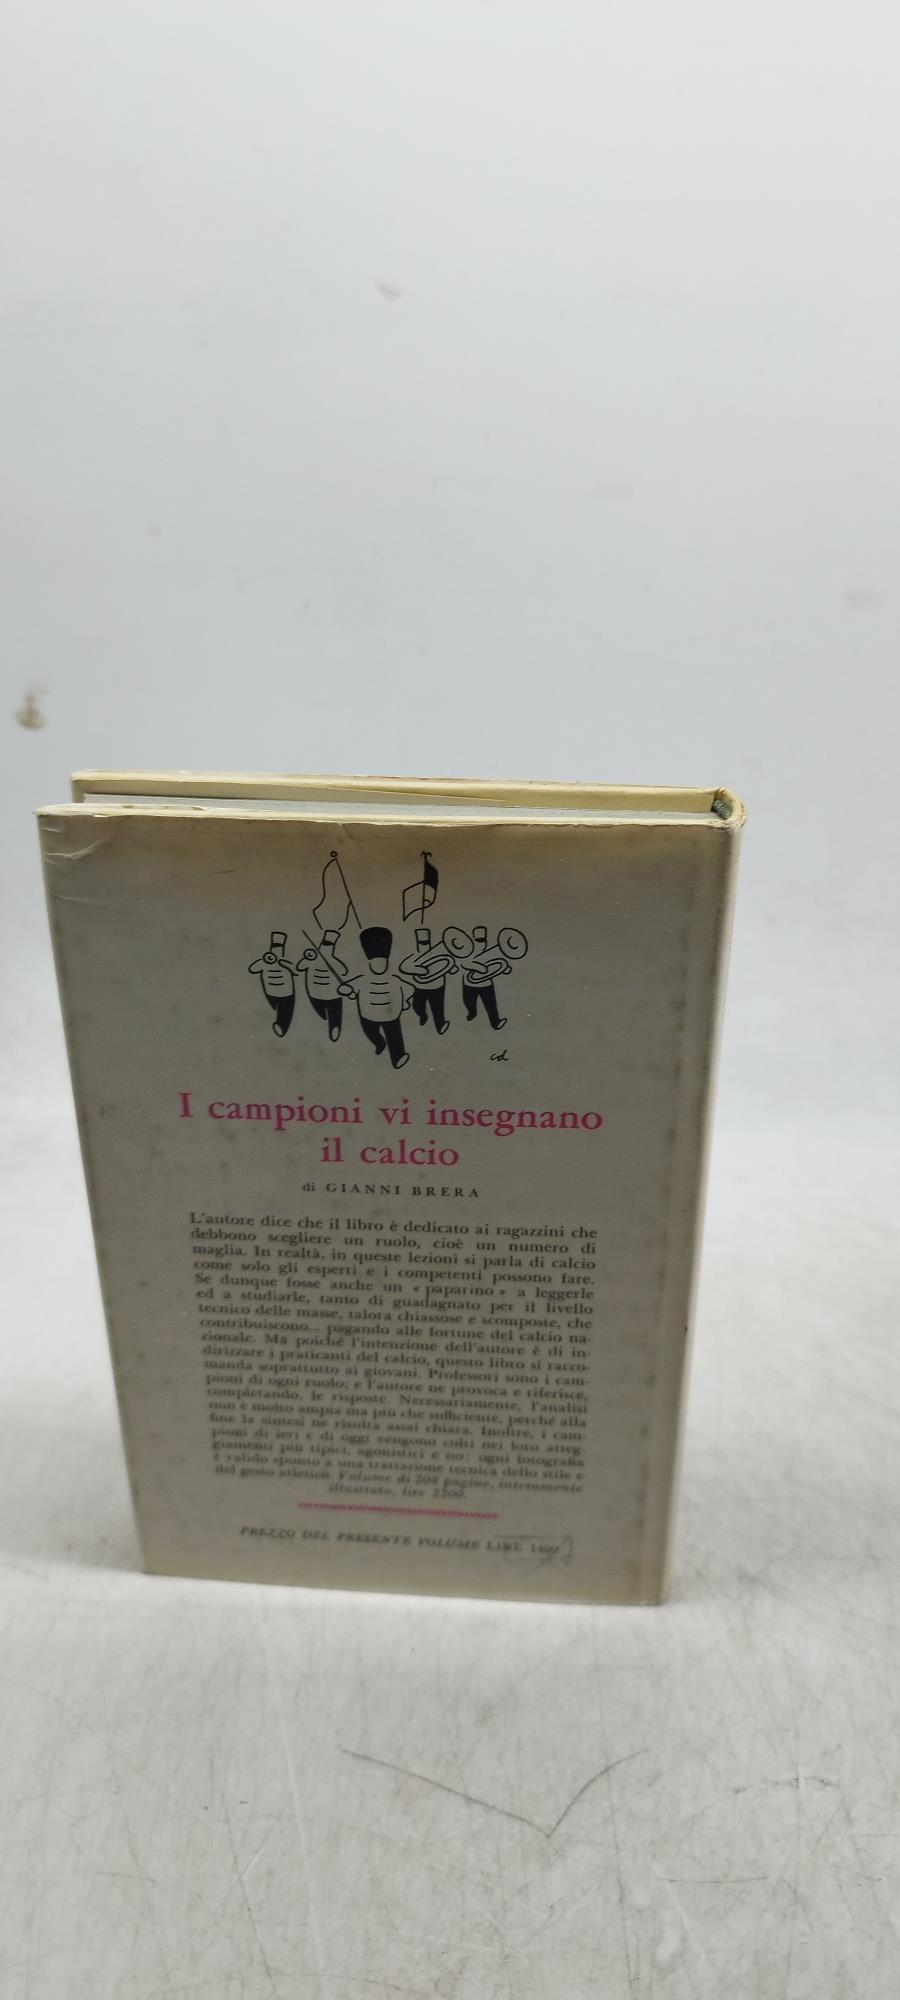 cd
I campioni vi insegnano
il calcio
di GIANNI BRERA
L'autore dice che il libro è dedicato ai ragazzini che
debbono scegliere un ruolo, cioè un numero di
maglia. In realtà, in queste lezioni si parla di calcio
come solo gli esperti e i competenti possono fare.
Se dunque fosse anche un « paparino » a leggerle
ed a studiarle, tanto di guadagnato per il livello
tecnico delle masse, talora chiassose e scomposte, che
contribuiscono... pagando alle fortune del calcio na-
zionale. Ma poiché l'intenzione dell'autore è di in-
dirizzare i praticanti del calcio, questo libro si racco-
manda soprattutto ai giovani. Professori sono i cam-
pioni di ogni ruolo; e l'autore ne provoca e riferisce,
completando, le risposte. Necessariamente, l'analisi
non è molto ampia ma più che sufficiente, perché alla
fine la sintesi ne risulta assai chiara. Inoltre, i cam-
pioni di ieri e di oggi vengono colti nei loro atteg-
giamenti più tipici, agonistici e no: ogni fotografia
è valido spunto a una trattazione tecnica dello stile e
del gesto atletico. Volume di 208 pagine, interamente
illustrato, lire 2200.
PREZZO DEL PRESENTE VOLUME LIRE 1400